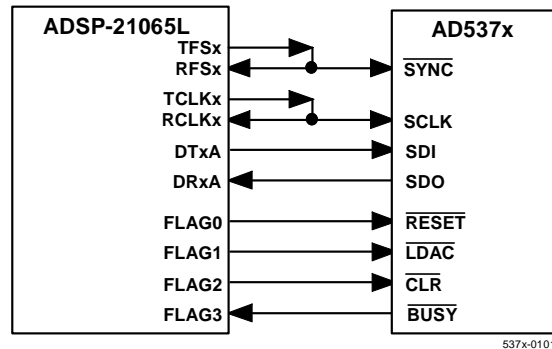 ADSP-21065L
AD537x
TFSx
RFSx
SYNC
TCLKx
RCLKx
SCLK
DTxA
SDI
DRxA
SDO
FLAG0
RESET
FLAG1
LDAC
FLAG2
CLR
FLAG3
BUSY
537x-0101